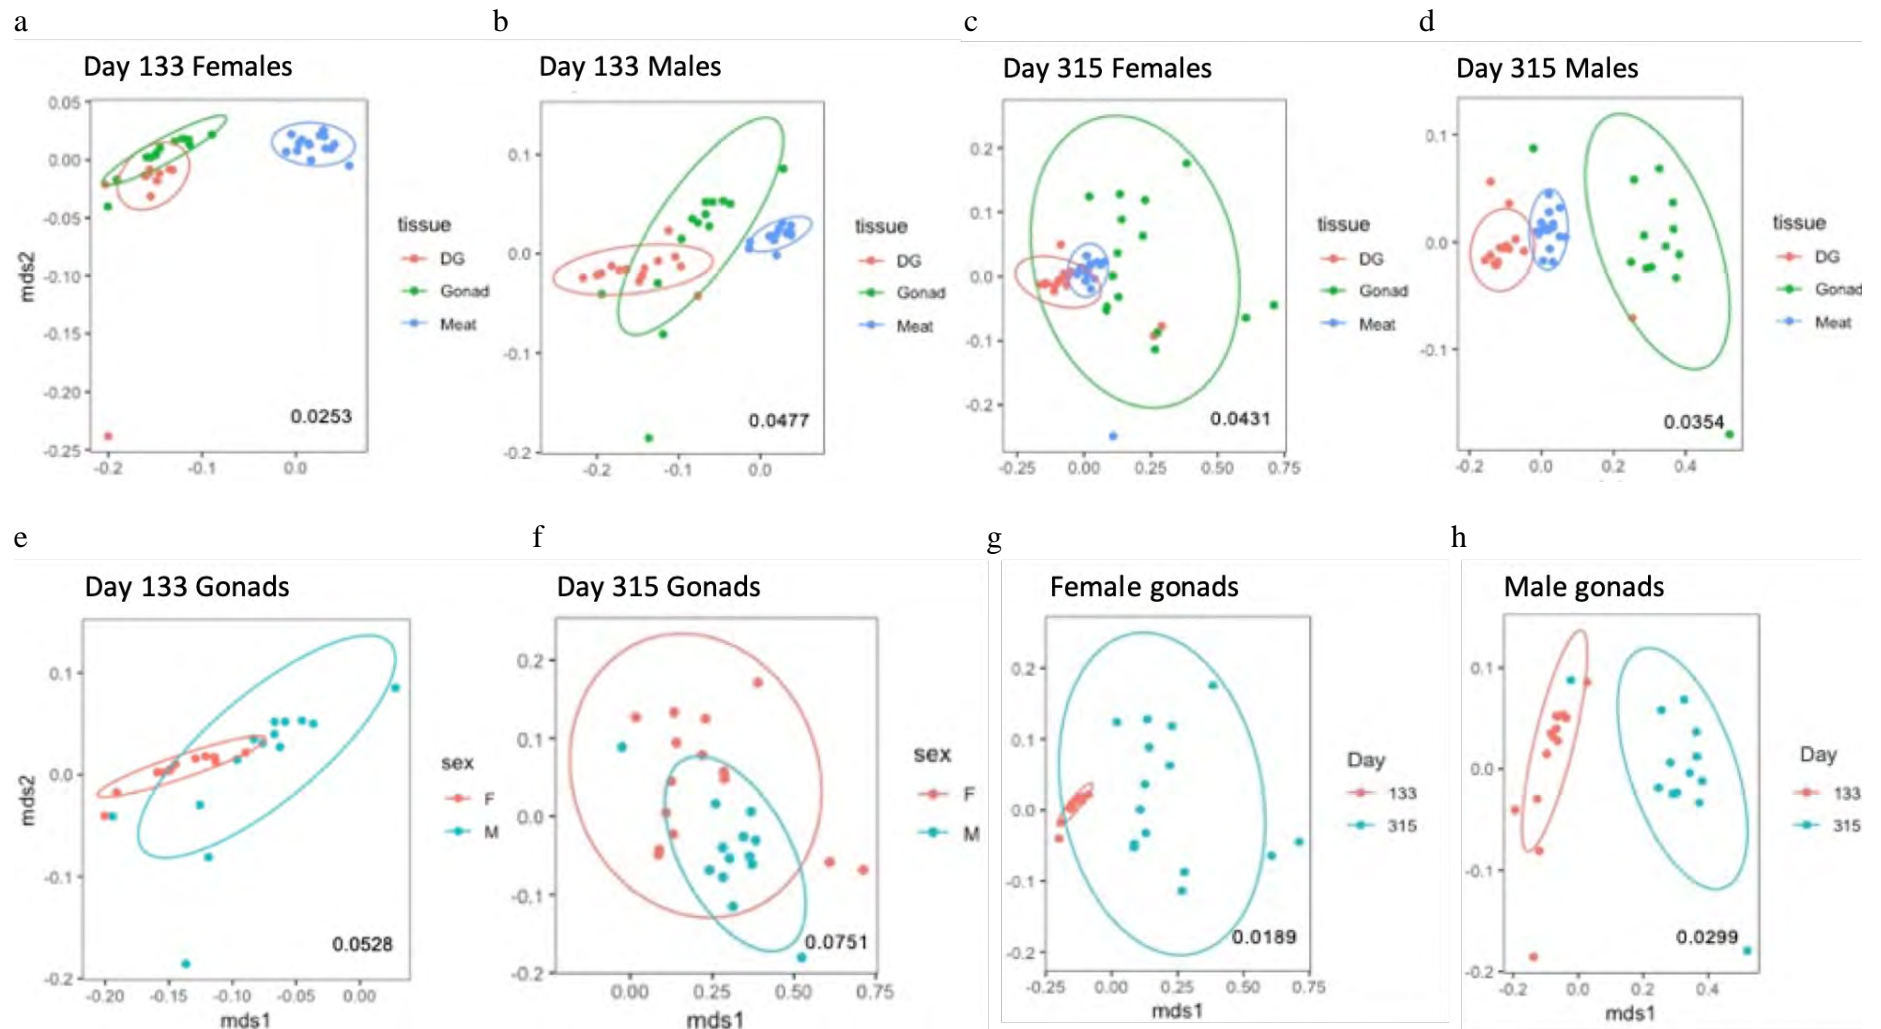 a
b
c
d
Day 133 Females
Day 133 Males
Day 315 Females
Day 315 Males
0.05
0.00
-0.05
-0.10
-0.15
-0.20
-0.25
mds2
-0.2
-0.1
0.0
0.0253
tissue
DG
Gonad
Meat
0.1
0.0
-0.1
-0.2
-0.2
-0.1
0.0
0.0477
tissue
DG
Gonad
Meat
0.2
0.1
0.0
-0.1
-0.2
-0.25
0.00
0.25
0.50
0.75
0.0431
tissue
DG
Gonad
Meat
0.1
0.0
-0.1
-0.2
0.0
0.2
0.4
0.0354
tissue
DG
Gonad
Meat
e
f
g
h
Day 133 Gonads
Day 315 Gonads
Female gonads
Male gonads
0.1
0.0
-0.1
-0.2
mds2
-0.20
-0.15
-0.10
-0.05
0.00
mds1
0.0528
sex
F
M
0.2
0.1
0.0
-0.1
-0.2
0.00
0.25
0.50
0.75
mds1
0.0751
sex
F
M
0.2
0.1
0.0
-0.1
-0.2
-0.25
0.00
0.25
0.50
0.75
mds1
0.0189
Day
133
315
0.1
0.0
-0.1
-0.2
-0.2
0.0
0.2
0.4
mds1
0.0299
Day
133
315